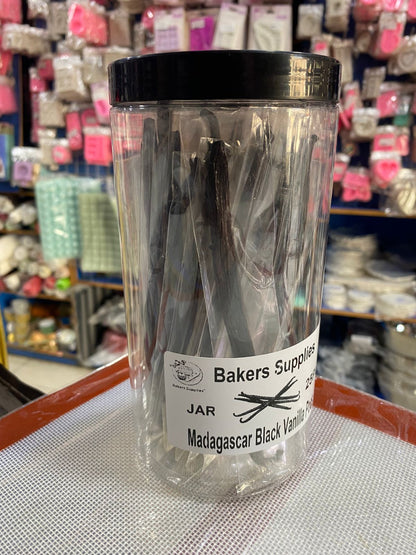 Bakers Supplies
Bakers Supplies
JAR
Madagascar Black Vanilla